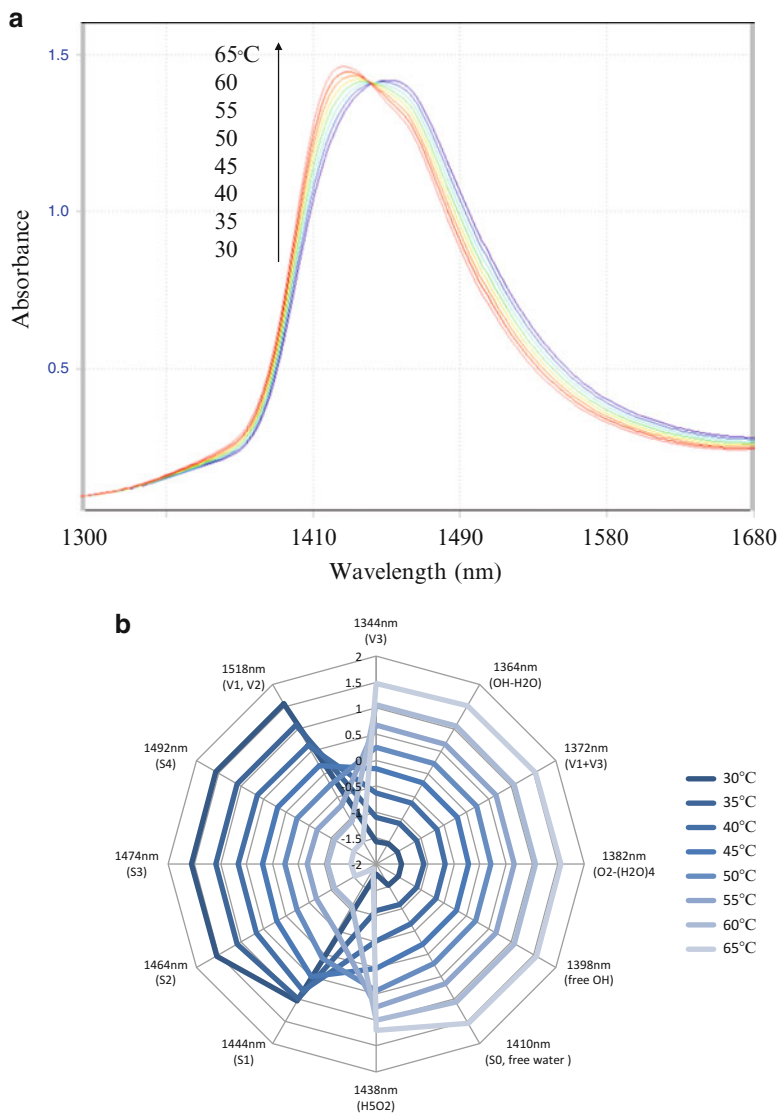 a
1.5
1.0
0.5
Absorbance
65°C
60
55
50
45
40
35
30
1300
1410
1490
1580
1680
Wavelength (nm)
b
1344nm
(V3)
1364nm
(OH-H2O)
1372nm
(V1+V3)
1382nm
(O2-(H2O)4
1398nm
(free OH)
1410nm
(S0, free water )
1438nm
(H5O2)
1444nm
(S1)
1464nm
(S2)
1474nm
(S3)
1492nm
(S4)
1518nm
(V1, V2)
2
1.5
1
0.5
0
-0.5
-1
-1.5
-2
30°C
35°C
40°C
45°C
50°C
55°C
60°C
65°C